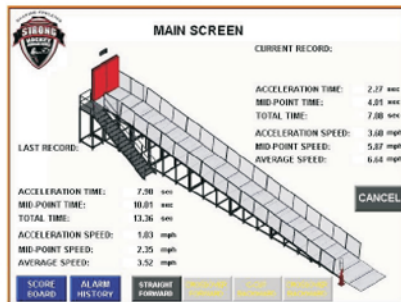 STRONG
HOCKEY
MAIN SCREEN
CURRENT RECORD:
ACCELERATION TIME: 2.27 sec
MID-POINT TIME: 4.01 sec
TOTAL TIME: 7.08 sec
ACCELERATION SPEED: 3.60 mph
MID-POINT SPEED: 5.87 mph
AVERAGE SPEED: 6.64 mph
LAST RECORD:
ACCELERATION TIME: 7.98 sec
MID-POINT TIME: 10.01 sec
TOTAL TIME: 13.36 sec
ACCELERATION SPEED: 1.03 mph
MID-POINT SPEED: 2.35 mph
AVERAGE SPEED: 3.52 mph
CANCEL
SCORE
BOARD
ALARM
HISTORY
STRAIGHT
FORWARD